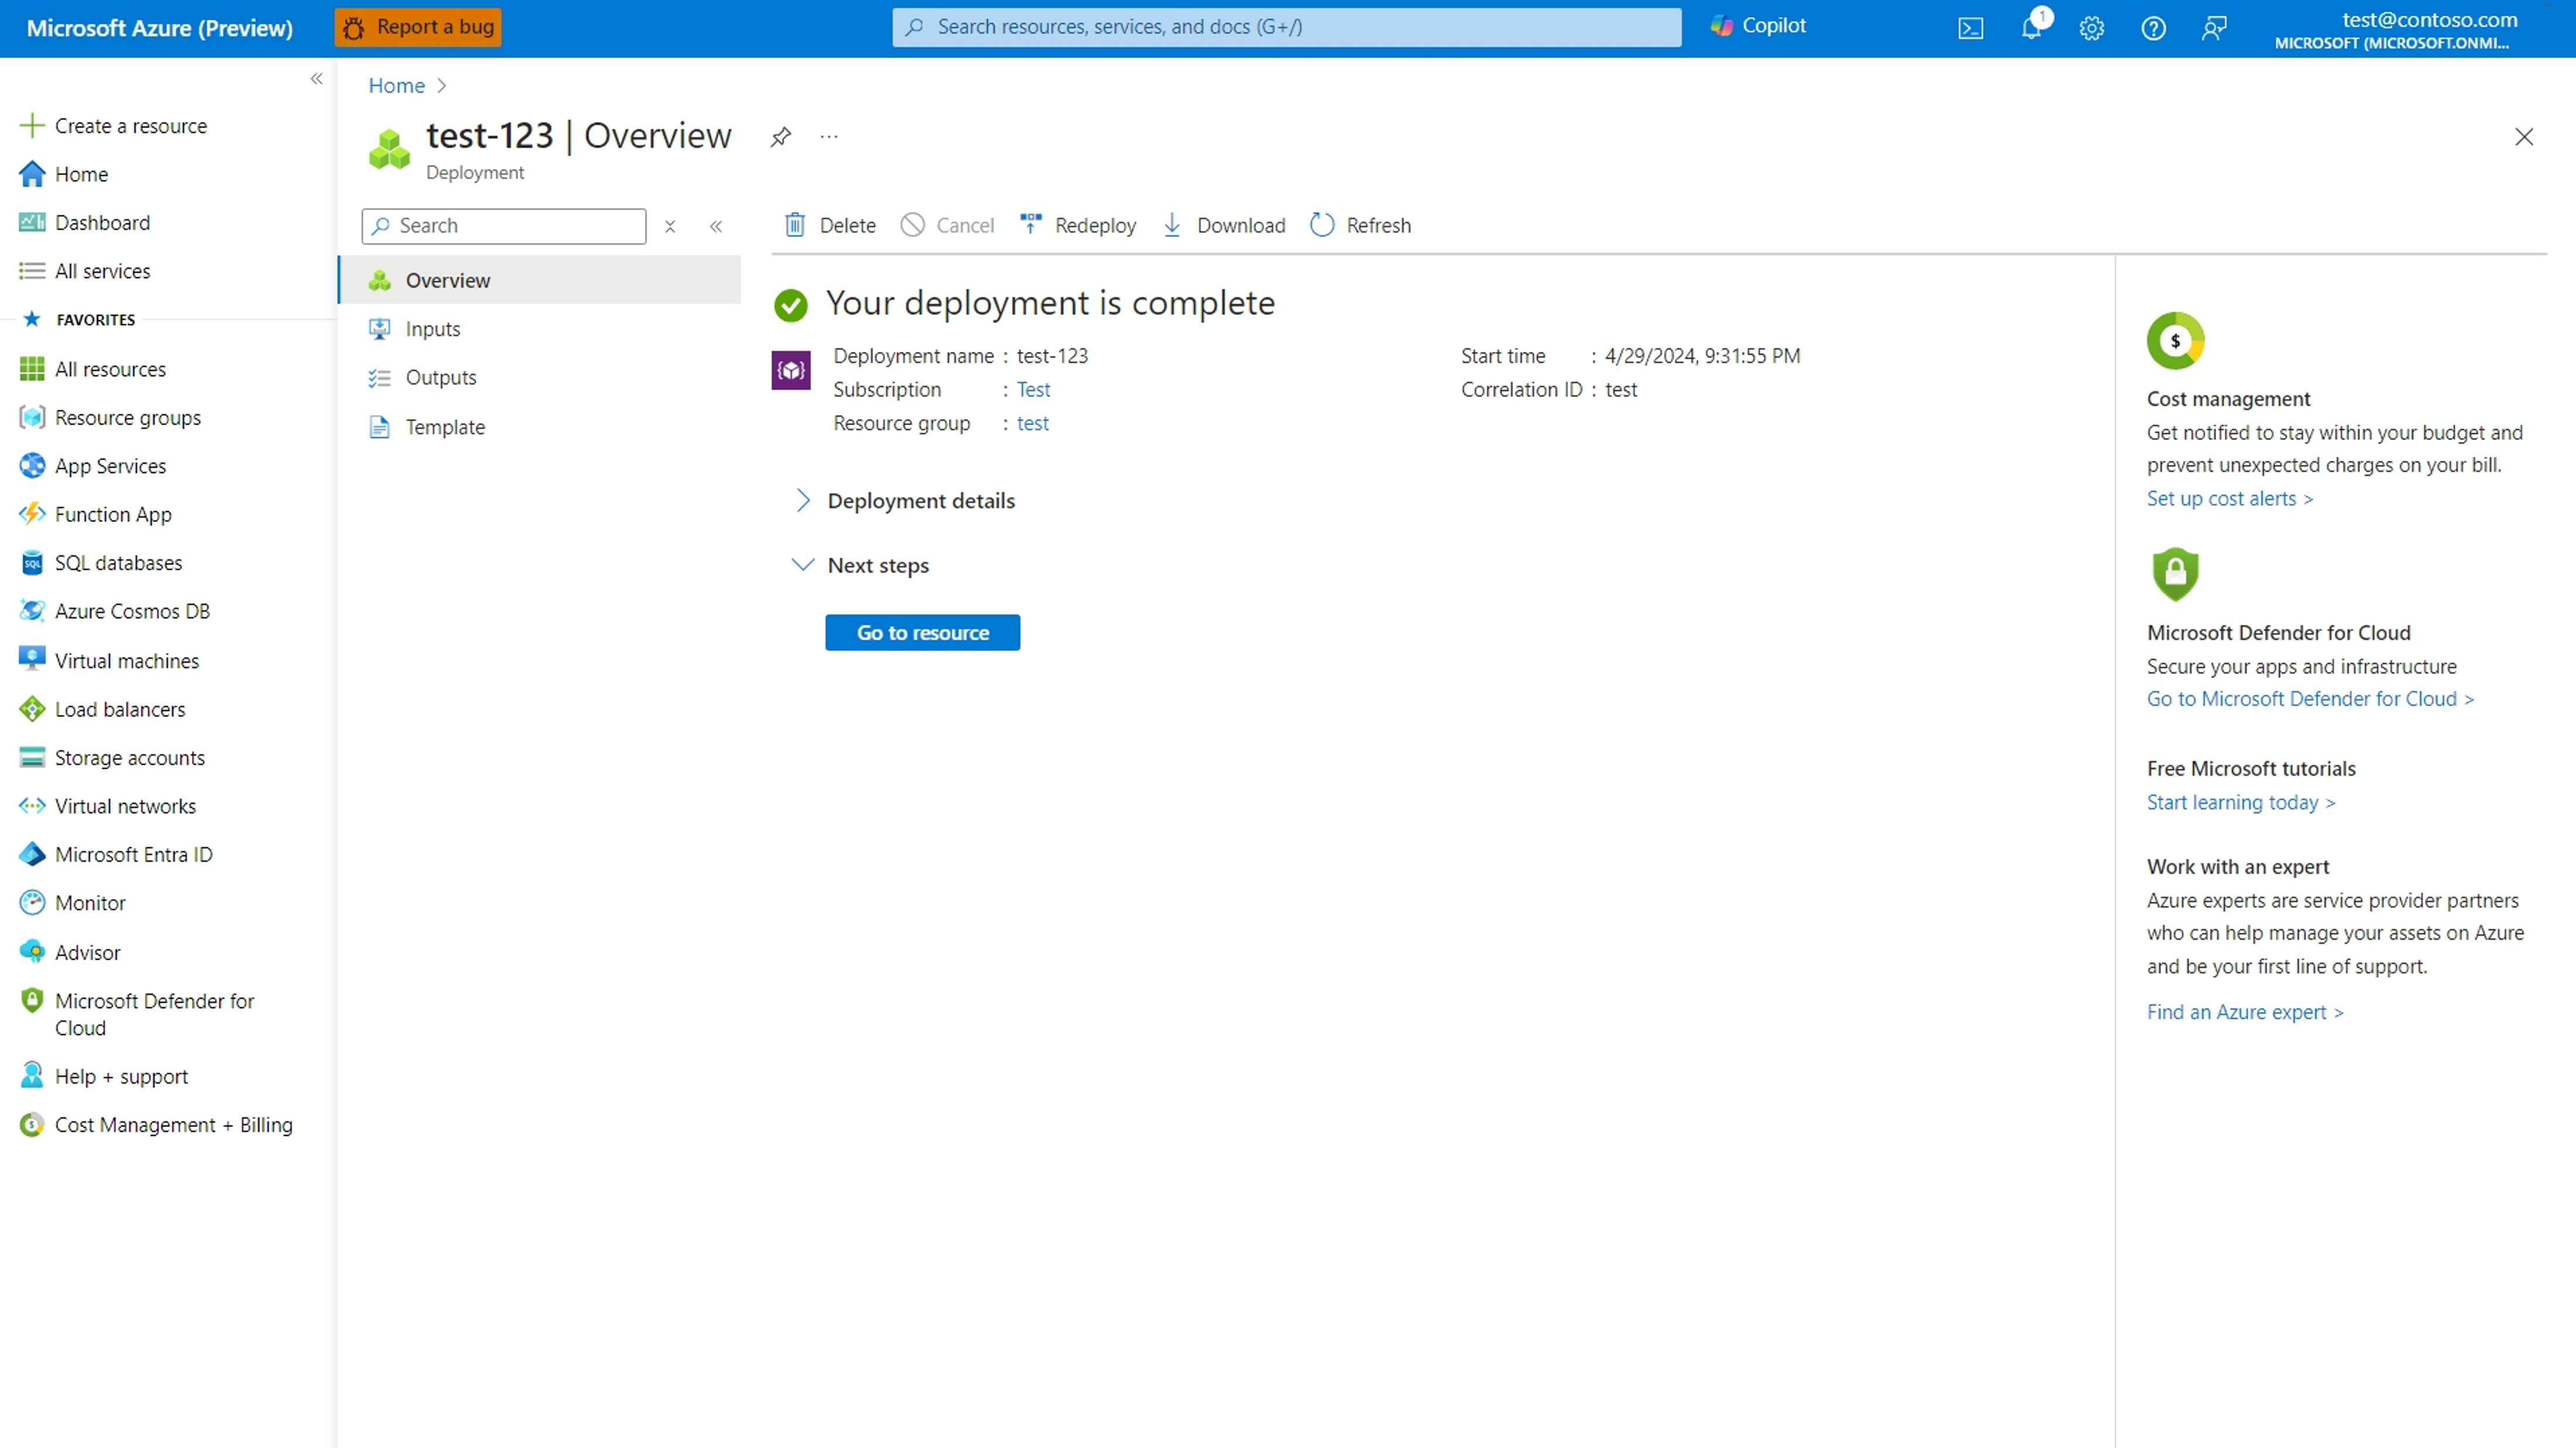 Microsoft Azure (Preview)
Report a bug
Search resources, services, and docs (G+/)
Copilot
1
test@contoso.com
MICROSOFT (MICROSOFT.ONMI...
Create a resource
Home
Dashboard
All services
FAVORITES
All resources
Resource groups
App Services
Function App
SQL databases
Azure Cosmos DB
Virtual machines
Load balancers
Storage accounts
Virtual networks
Microsoft Entra ID
Monitor
Advisor
Microsoft Defender for
Cloud
Help + support
Cost Management + Billing
Home >
test-123 | Overview
Deployment
Search
Overview
Inputs
Outputs
Template
Delete
Cancel
Redeploy
Download
Refresh
Your deployment is complete
Deployment name : test-123
Subscription : Test
Resource group : test
Start time : 4/29/2024, 9:31:55 PM
Correlation ID : test
Deployment details
Next steps
Go to resource
Cost management
Get notified to stay within your budget and
prevent unexpected charges on your bill.
Set up cost alerts >
Microsoft Defender for Cloud
Secure your apps and infrastructure
Go to Microsoft Defender for Cloud >
Free Microsoft tutorials
Start learning today >
Work with an expert
Azure experts are service provider partners
who can help manage your assets on Azure
and be your first line of support.
Find an Azure expert >